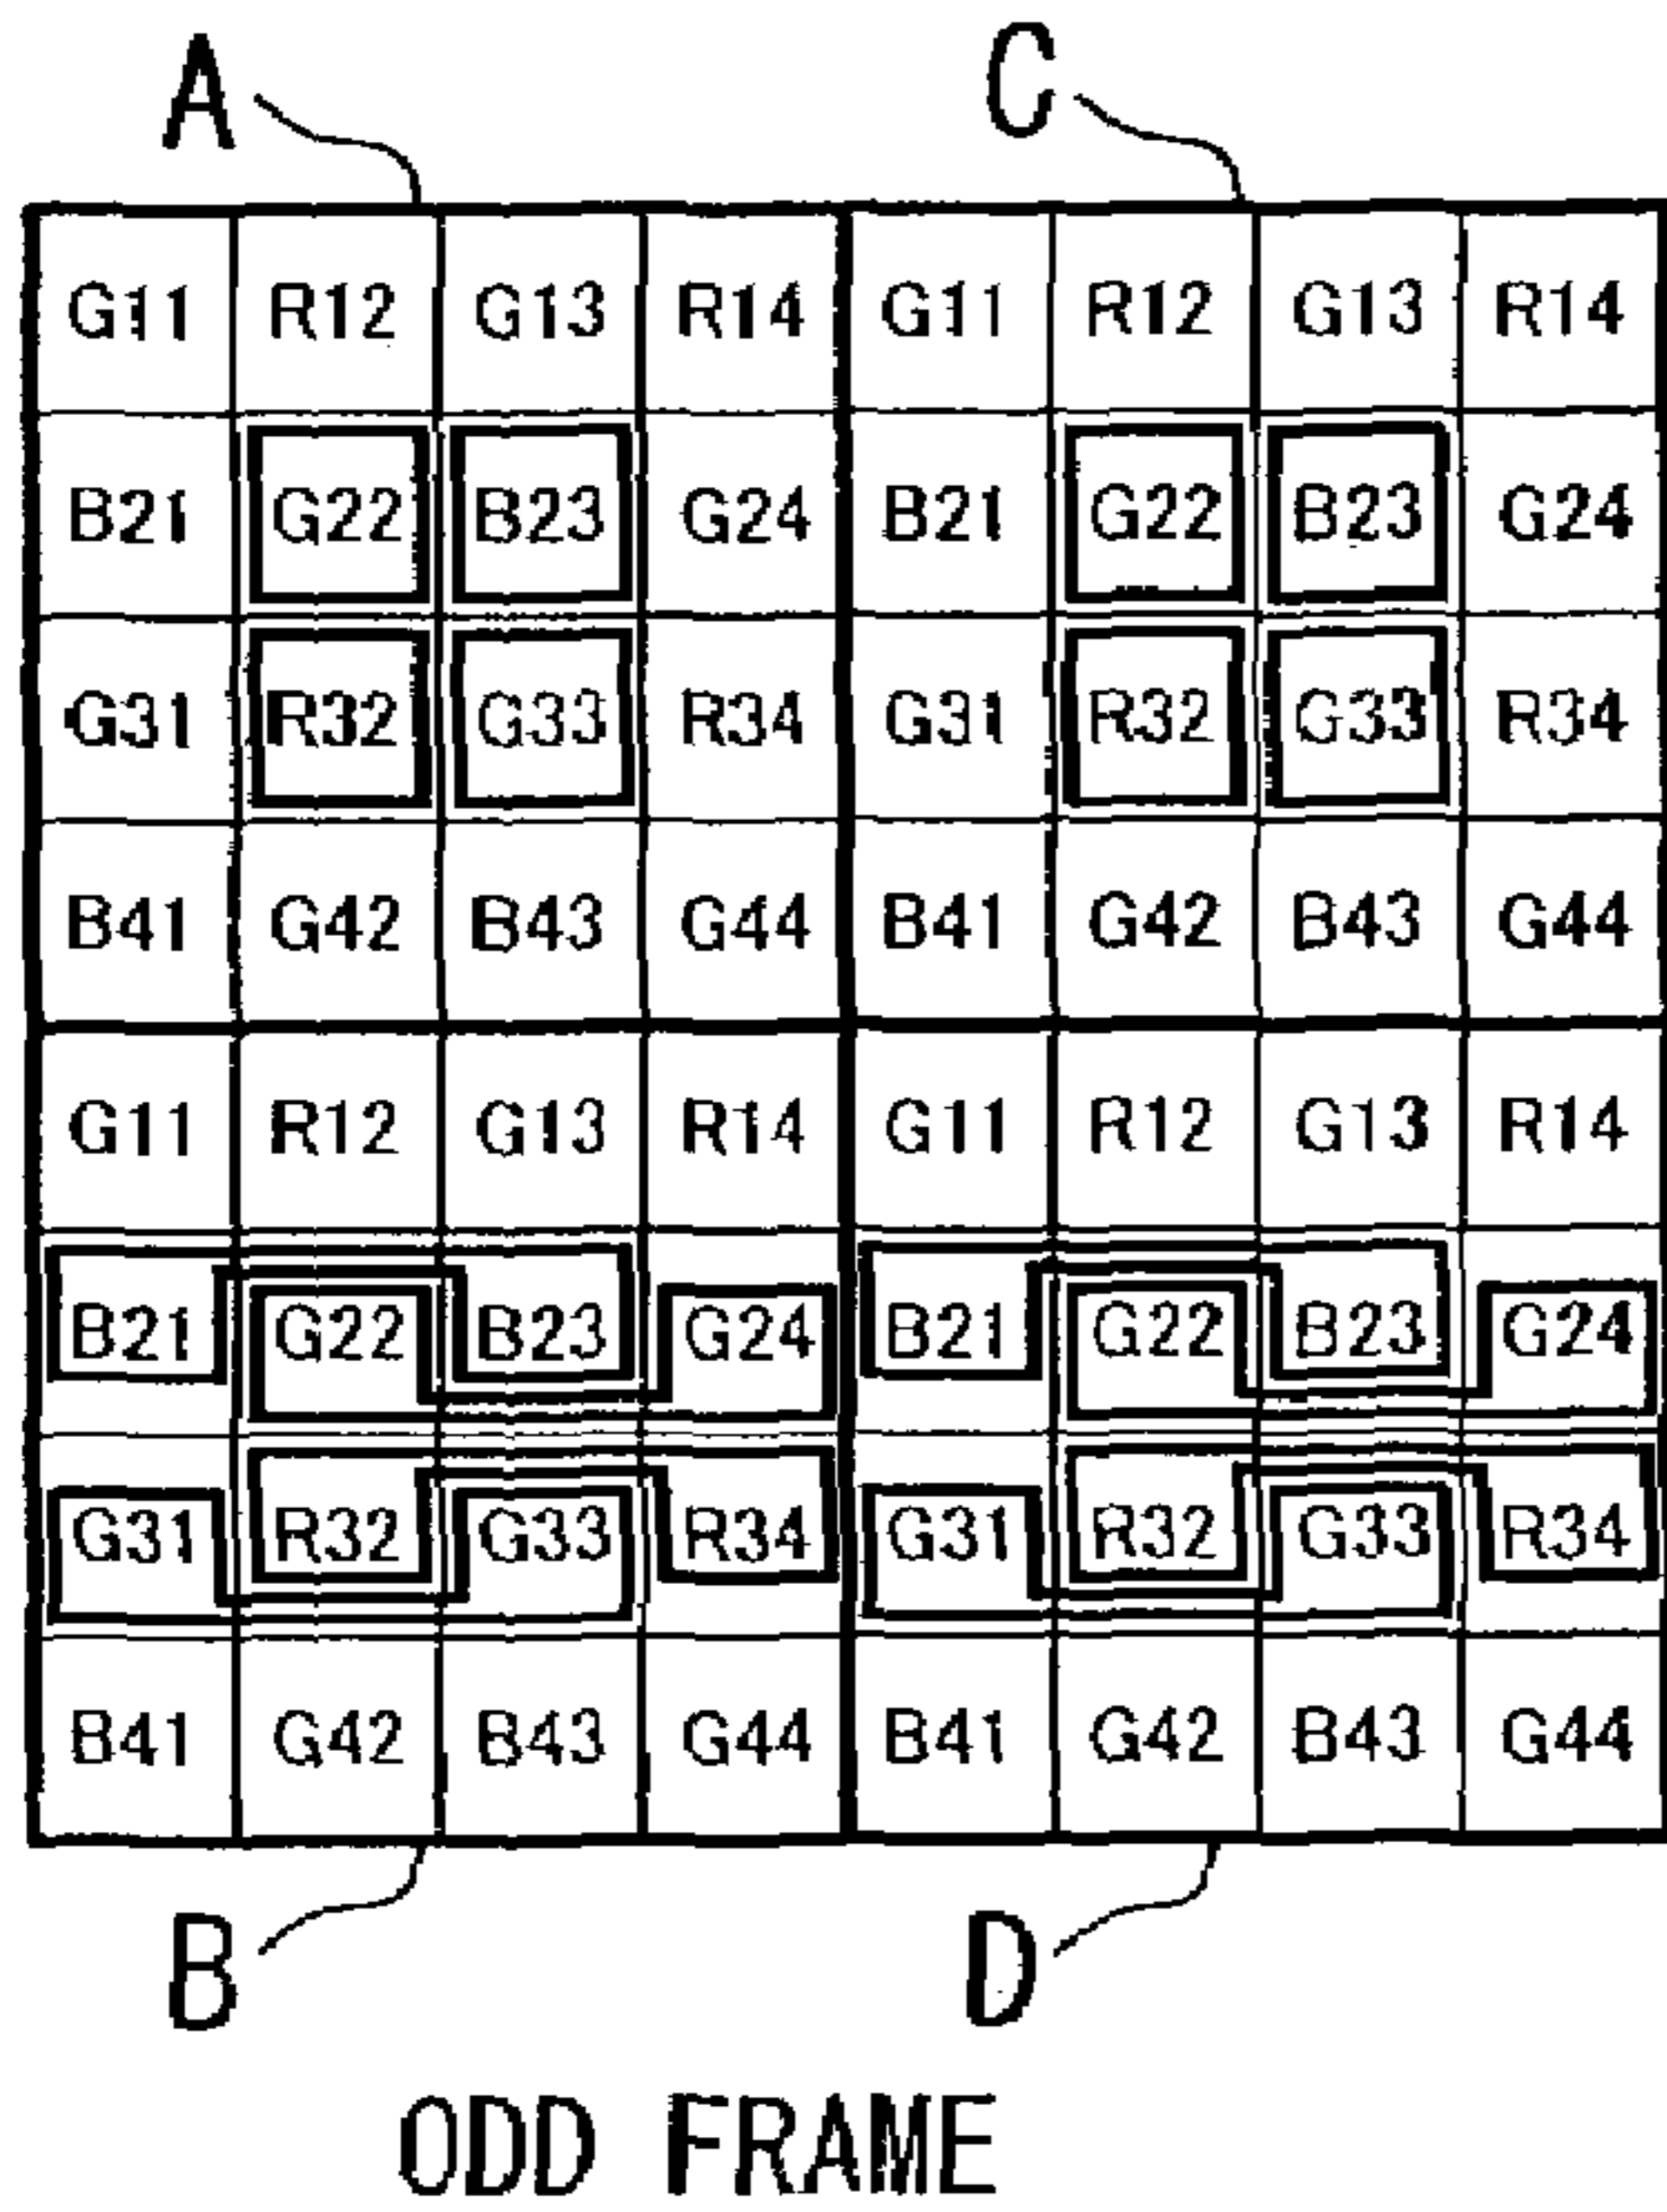 A C
G11 R12 G13 R14 G11 R12 G13 R14
B21 G22 B23 G24 B21 G22 B23 G24
G31 R32 G33 R34 G31 R32 G33 R34
B41 G42 B43 G44 B41 G42 B43 G44
G11 R12 G13 R14 G11 R12 G13 R14
B21 G22 B23 G24 B21 G22 B23 G24
G31 R32 G33 R34 G31 R32 G33 R34
B41 G42 B43 G44 B41 G42 B43 G44
B D
ODD FRAME